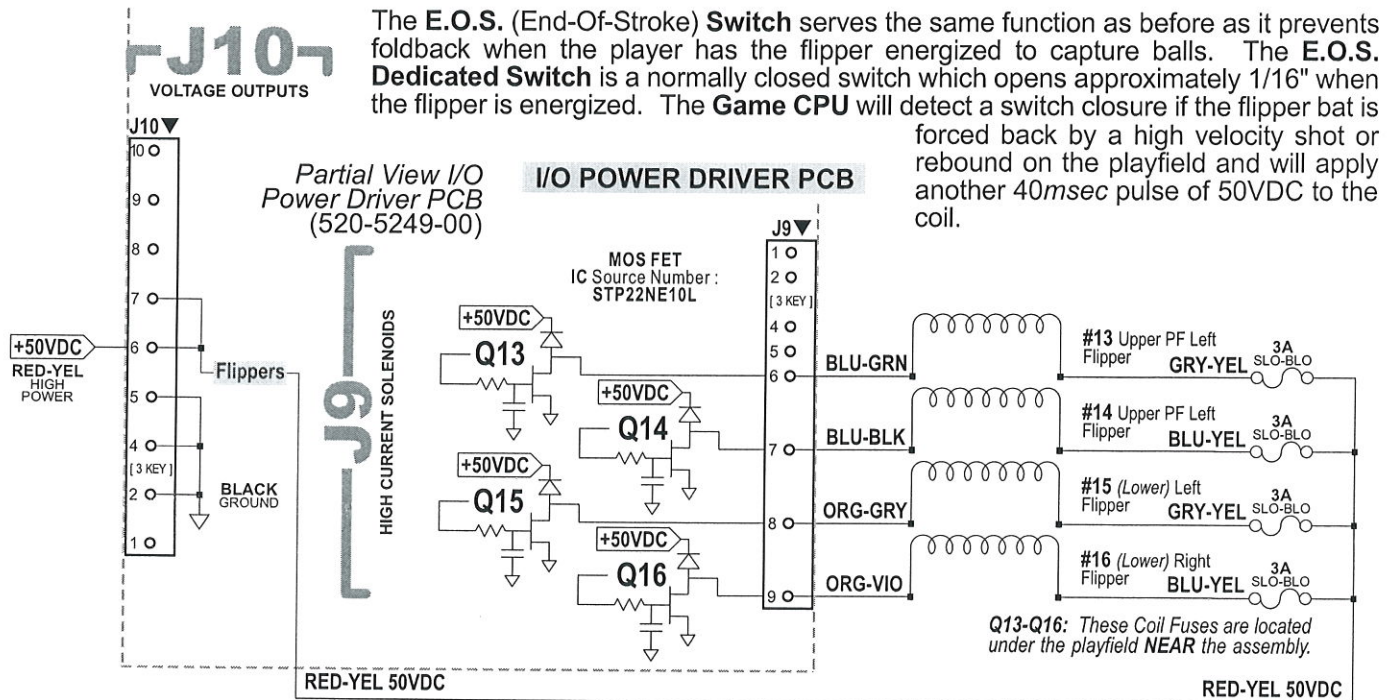 J10
VOLTAGE OUTPUTS
The E.O.S. (End-Of-Stroke) Switch serves the same function as before as it prevents
foldback when the player has the flipper energized to capture balls. The E.O.S.
Dedicated Switch is a normally closed switch which opens approximately 1/16" when
the flipper is energized. The Game CPU will detect a switch closure if the flipper bat is
forced back by a high velocity shot or
rebound on the playfield and will apply
another 40msec pulse of 50VDC to the
coil.
J10▼
10
9
8
7
6
5
4
[ 3 KEY ]
2
1
+50VDC
RED-YEL
HIGH
POWER
Flippers
BLACK
GROUND
Partial View I/O
Power Driver PCB
(520-5249-00)
I/O POWER DRIVER PCB
J9
HIGH CURRENT SOLENOIDS
MOS FET
IC Source Number :
STP22NE10L
+50VDC
Q13
+50VDC
Q14
+50VDC
Q15
+50VDC
Q16
J9▼
1
2
[ 3 KEY ]
4
5
6
7
8
9
BLU-GRN
BLU-BLK
ORG-GRY
ORG-VIO
#13 Upper PF Left
Flipper
GRY-YEL
3A
SLO-BLO
#14 Upper PF Left
Flipper
BLU-YEL
3A
SLO-BLO
#15 (Lower) Left
Flipper
GRY-YEL
3A
SLO-BLO
#16 (Lower) Right
Flipper
BLU-YEL
3A
SLO-BLO
Q13-Q16: These Coil Fuses are located
under the playfield NEAR the assembly.
RED-YEL 50VDC
RED-YEL 50VDC